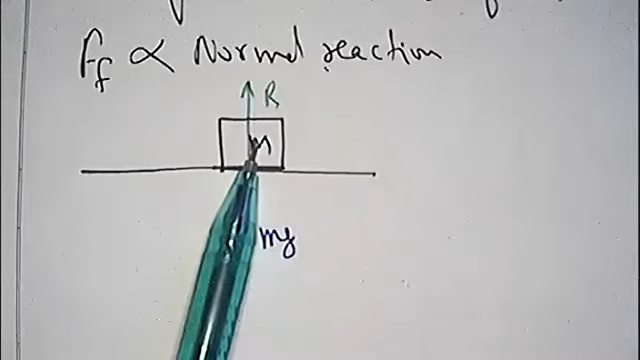 Ff ∝ Normal reaction
R
m
mg